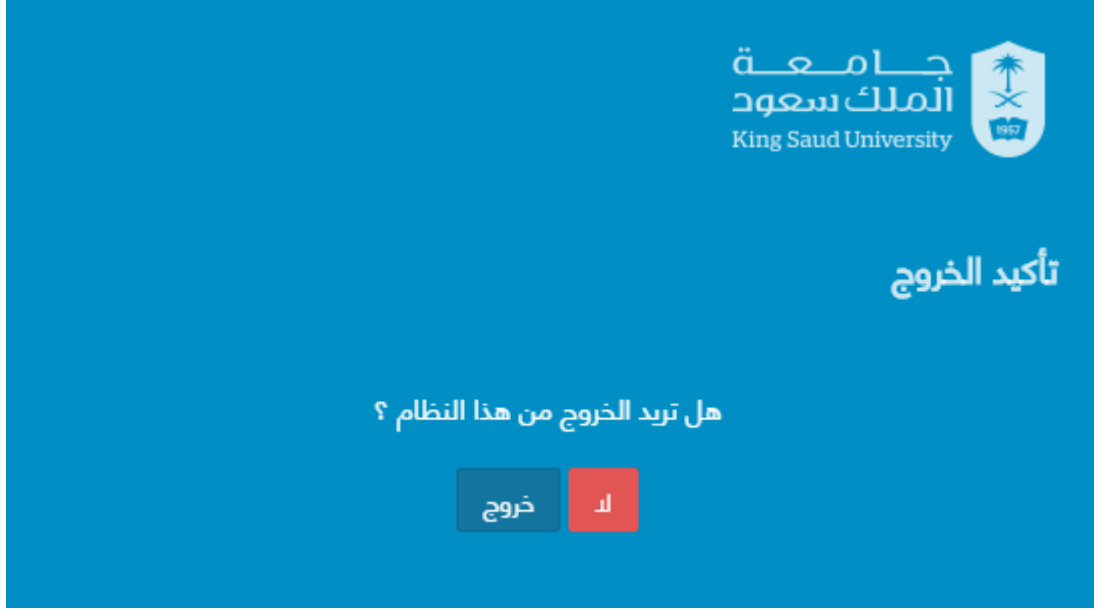 جامعة
الملك سعود
King Saud University
1957
تأكيد الخروج
هل تريد الخروج من هذا النظام ؟
لا
خروج